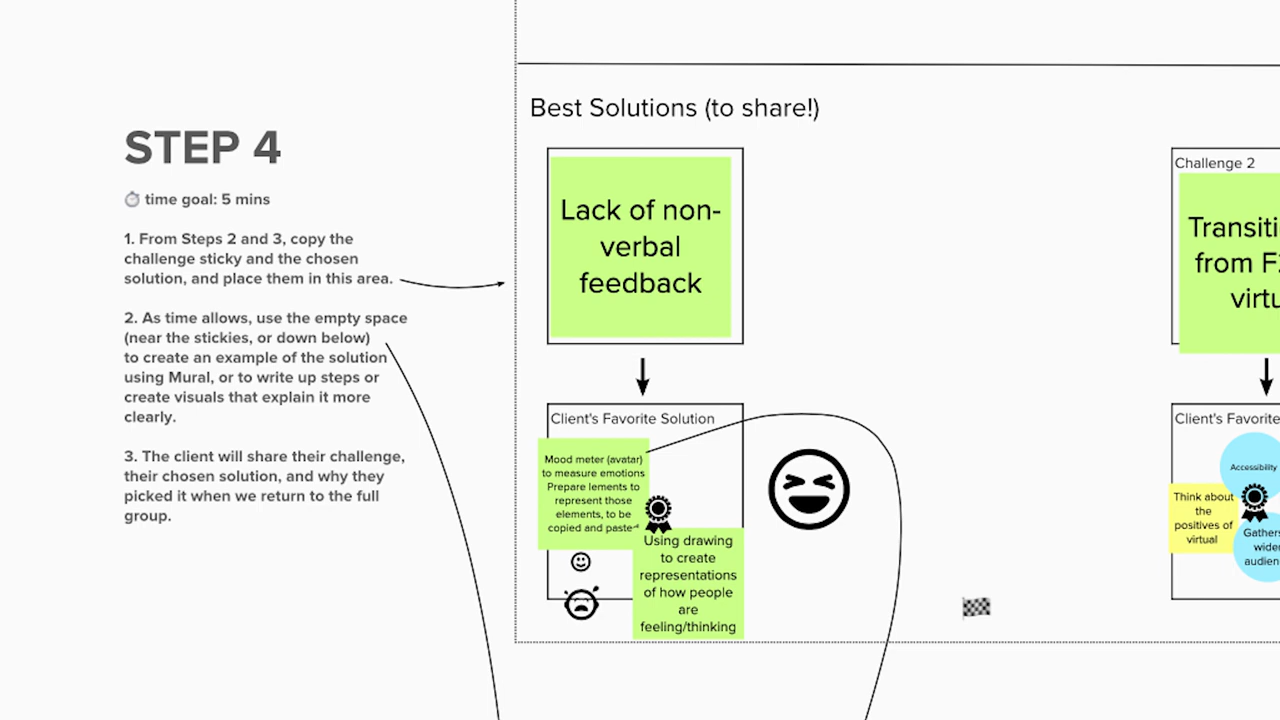 STEP 4
time goal: 5 mins
1. From Steps 2 and 3, copy the
challenge sticky and the chosen
solution, and place them in this area.
2. As time allows, use the empty space
(near the stickies, or down below)
to create an example of the solution
using Mural, or to write up steps or
create visuals that explain it more
clearly.
3. The client will share their challenge,
their chosen solution, and why they
picked it when we return to the full
group.
Best Solutions (to share!)
Lack of non-
verbal
feedback
Client's Favorite Solution
Mood meter (avatar)
to measure emotions
Prepare lements to
represent those
elements, to be
copied and pasted
Using drawing
to create
representations
of how people
are
feeling/thinking
Challenge 2
Transiti
from F
virtu
Client's Favorite
Accessibility
Think about
the
positives of
virtual
Gathers
wider
audien